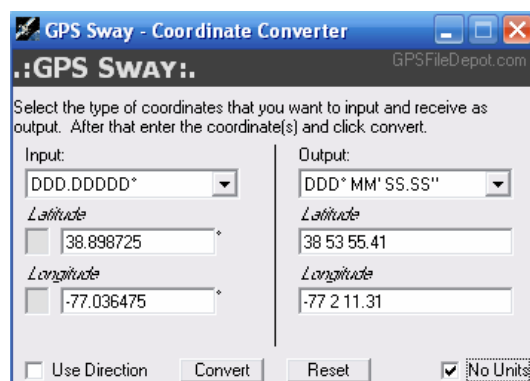 GPS Sway - Coordinate Converter
.:GPS SWAY:.
GPSFileDepot.com
Select the type of coordinates that you want to input and receive as
output. After that enter the coordinate(s) and click convert.
Input:
Output:
DDD.DDDDD°
DDD° MM' SS.SS''
Latitude
Latitude
38.898725 °
38 53 55.41
Longitude
Longitude
-77.036475 °
-77 2 11.31
Use Direction
Convert
Reset
No Units